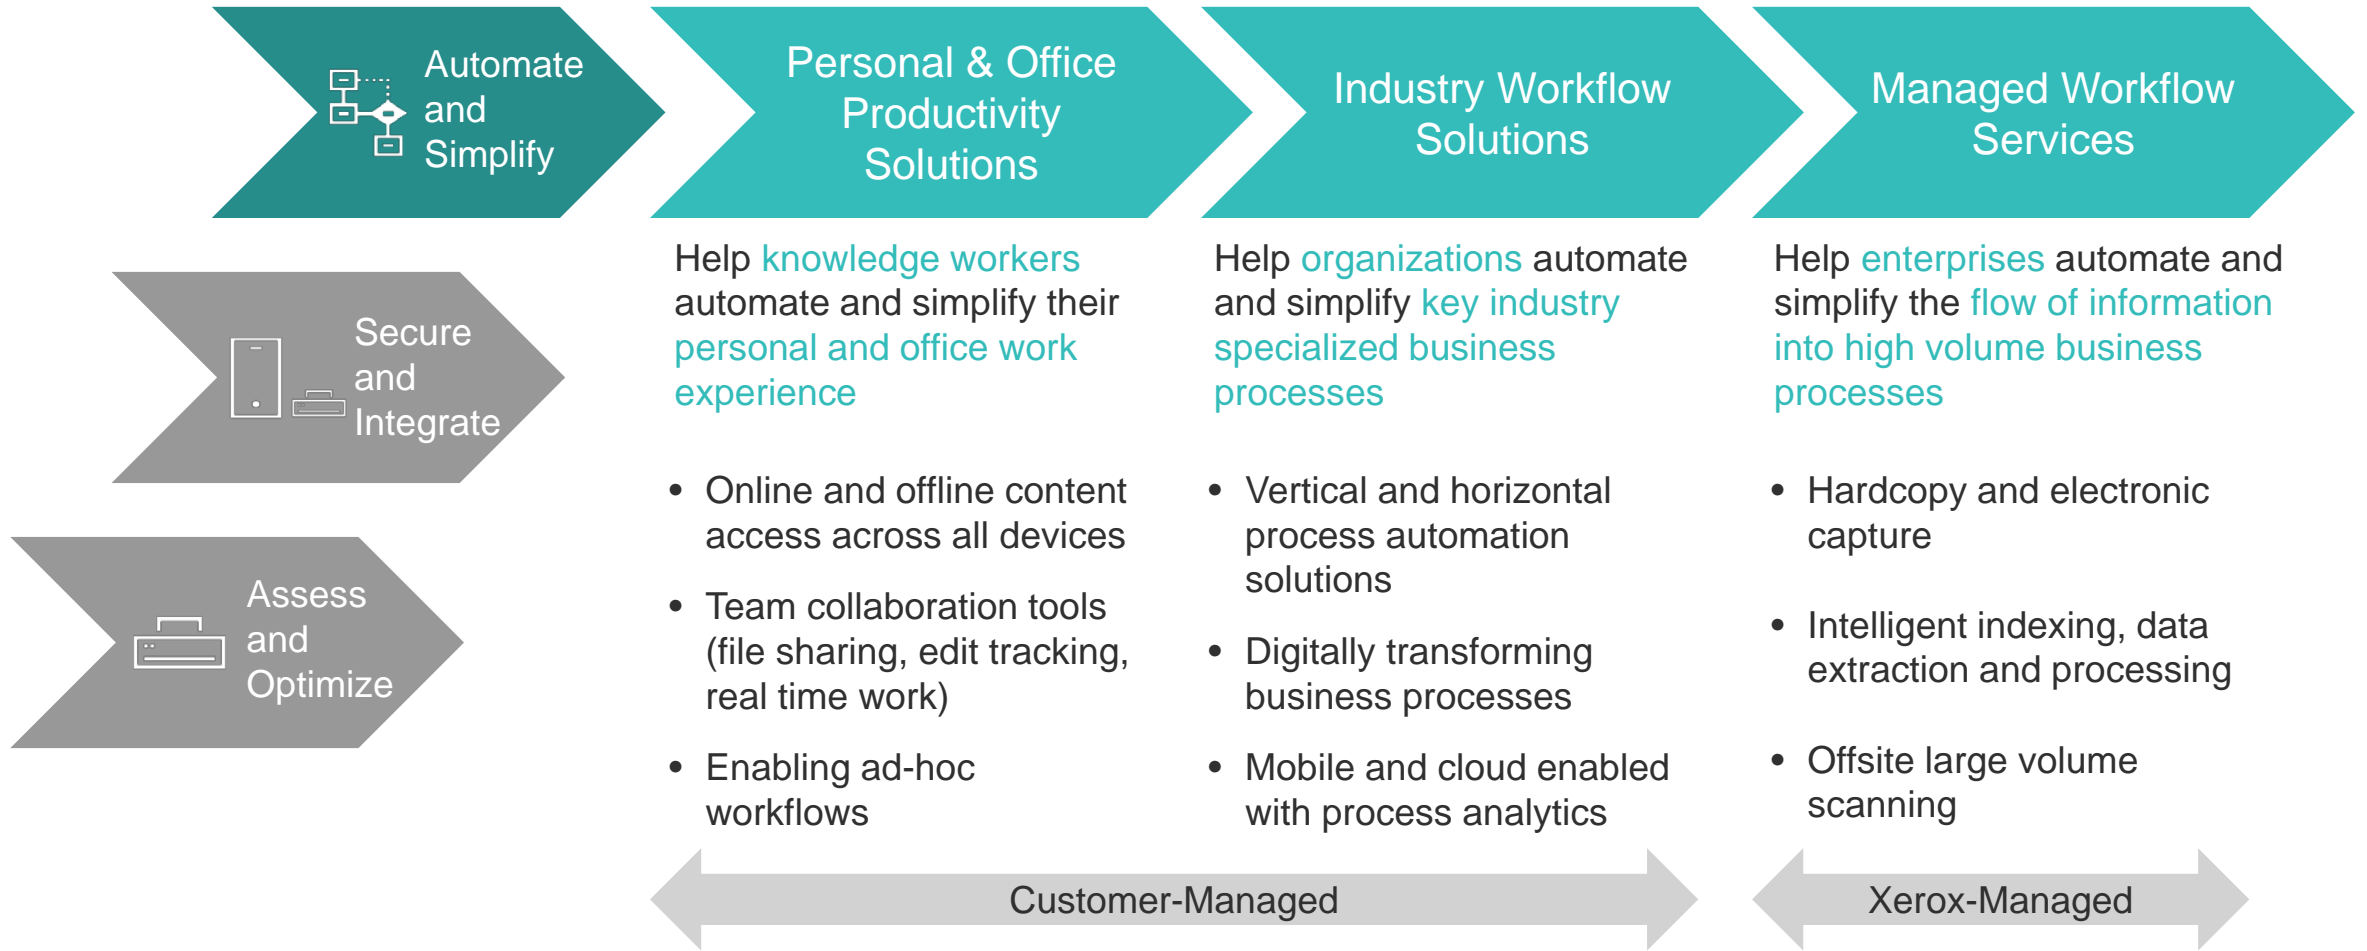 Automate
and
Simplify
Personal & Office
Productivity
Solutions
Industry Workflow
Solutions
Managed Workflow
Services
Secure
and
Integrate
Assess
and
Optimize
Help knowledge workers
automate and simplify their
personal and office work
experience
• Online and offline content
access across all devices
• Team collaboration tools
(file sharing, edit tracking,
real time work)
• Enabling ad-hoc
workflows
Help organizations automate
and simplify key industry
specialized business
processes
• Vertical and horizontal
process automation
solutions
• Digitally transforming
business processes
• Mobile and cloud enabled
with process analytics
Help enterprises automate and
simplify the flow of information
into high volume business
processes
• Hardcopy and electronic
capture
• Intelligent indexing, data
extraction and processing
• Offsite large volume
scanning
Customer-Managed
Xerox-Managed